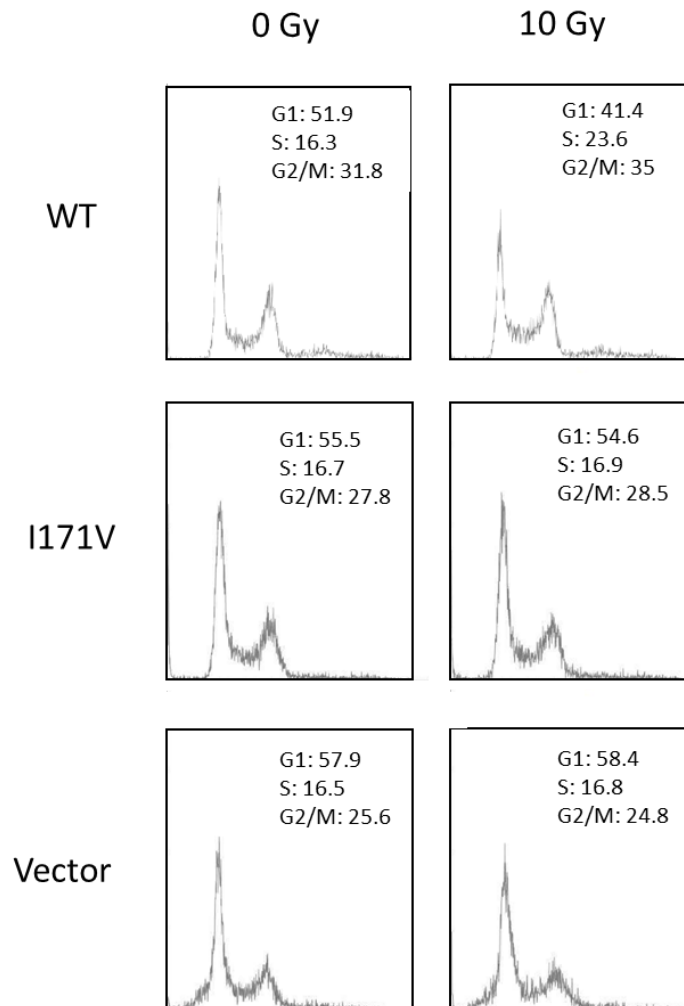 0 Gy 10 Gy
WT
G1: 51.9
S: 16.3
G2/M: 31.8
G1: 41.4
S: 23.6
G2/M: 35
I171V
G1: 55.5
S: 16.7
G2/M: 27.8
G1: 54.6
S: 16.9
G2/M: 28.5
Vector
G1: 57.9
S: 16.5
G2/M: 25.6
G1: 58.4
S: 16.8
G2/M: 24.8